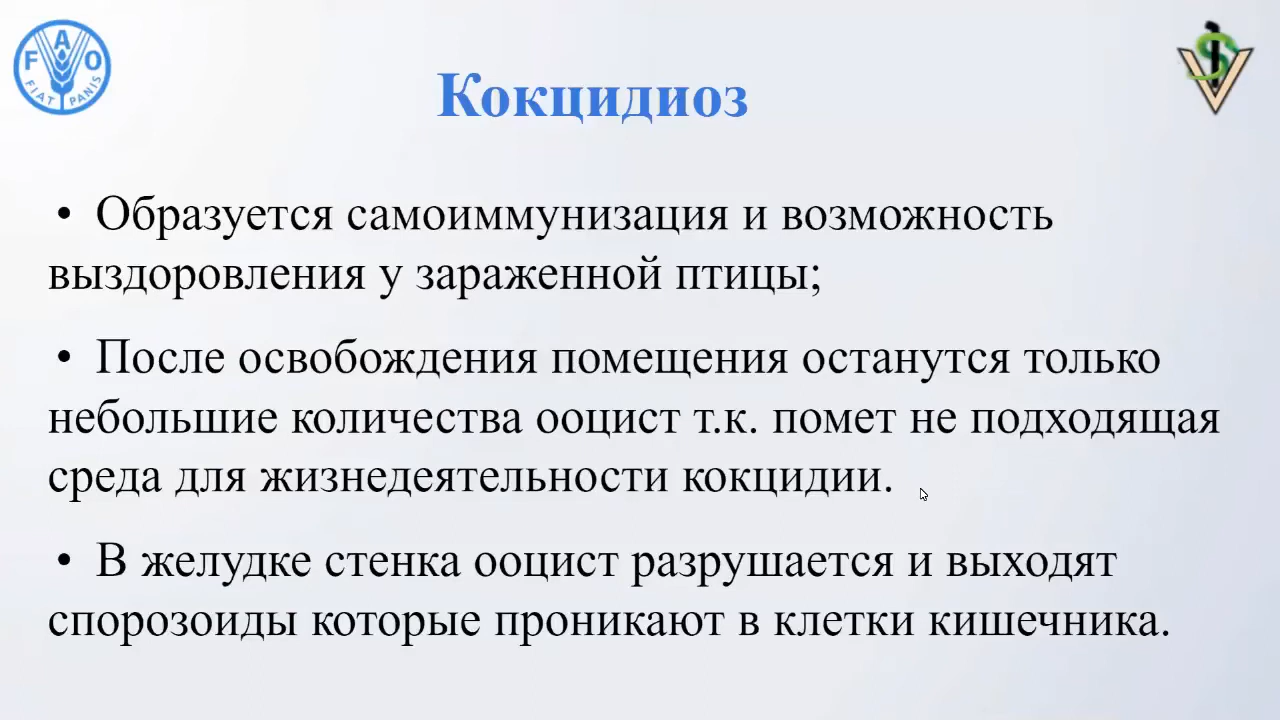 FAO
FIAT PANIS
Кокцидиоз
• Образуется самоиммунизация и возможность
выздоровления у зараженной птицы;
• После освобождения помещения останутся только
небольшие количества ооцист т.к. помет не подходящая
среда для жизнедеятельности кокцидии.
• В желудке стенка ооцист разрушается и выходят
спорозоиды которые проникают в клетки кишечника.